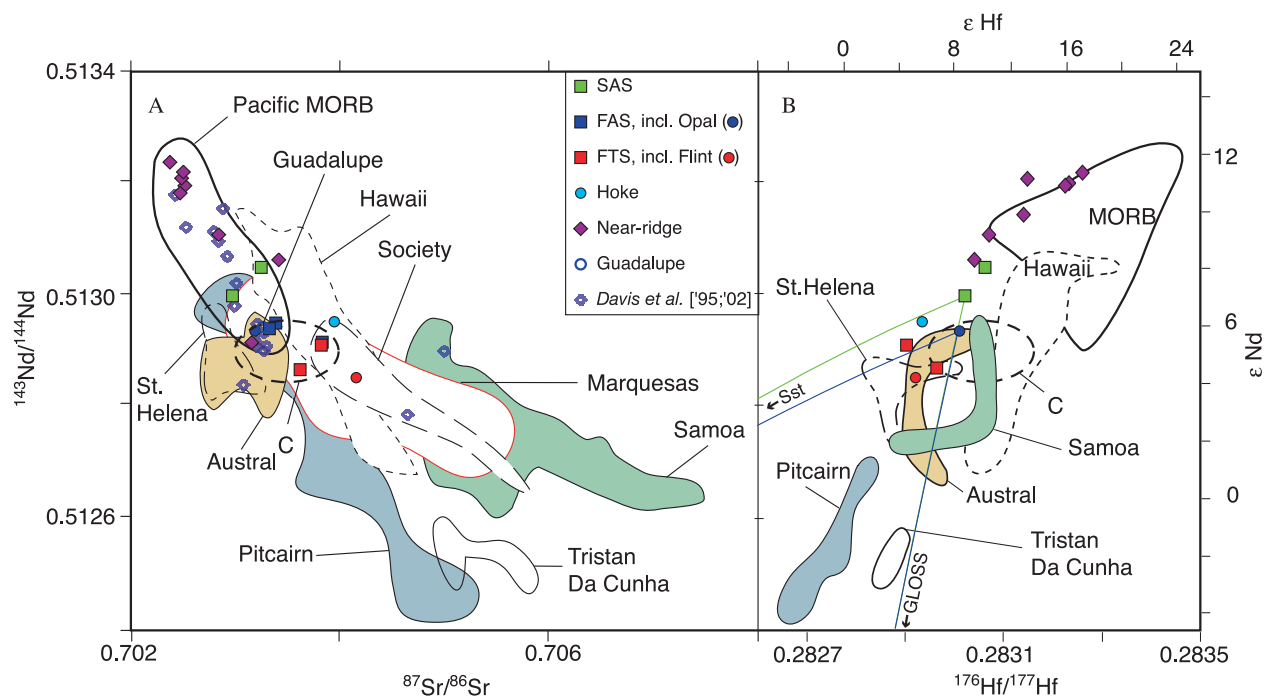 ε Hf
0 4 8 12 16 24
0.5134
0.5130
0.5126
¹⁴³Nd/¹⁴⁴Nd
A
Pacific MORB
Guadalupe
Hawaii
Society
St.
Helena
Austral
C
Marquesas
Samoa
Pitcairn
Tristan
Da Cunha
SAS
FAS, incl. Opal ( )
FTS, incl. Flint ( )
Hoke
Near-ridge
Guadalupe
Davis et al. ['95;'02]
0.702
0.706
⁸⁷Sr/⁸⁶Sr
B
MORB
Hawaii
St.Helena
Sst
C
Samoa
Pitcairn
Austral
Tristan
Da Cunha
GLOSS
12
6
0
ε Nd
0.2827 0.2831 0.2835
¹⁷⁶Hf/¹⁷⁷Hf